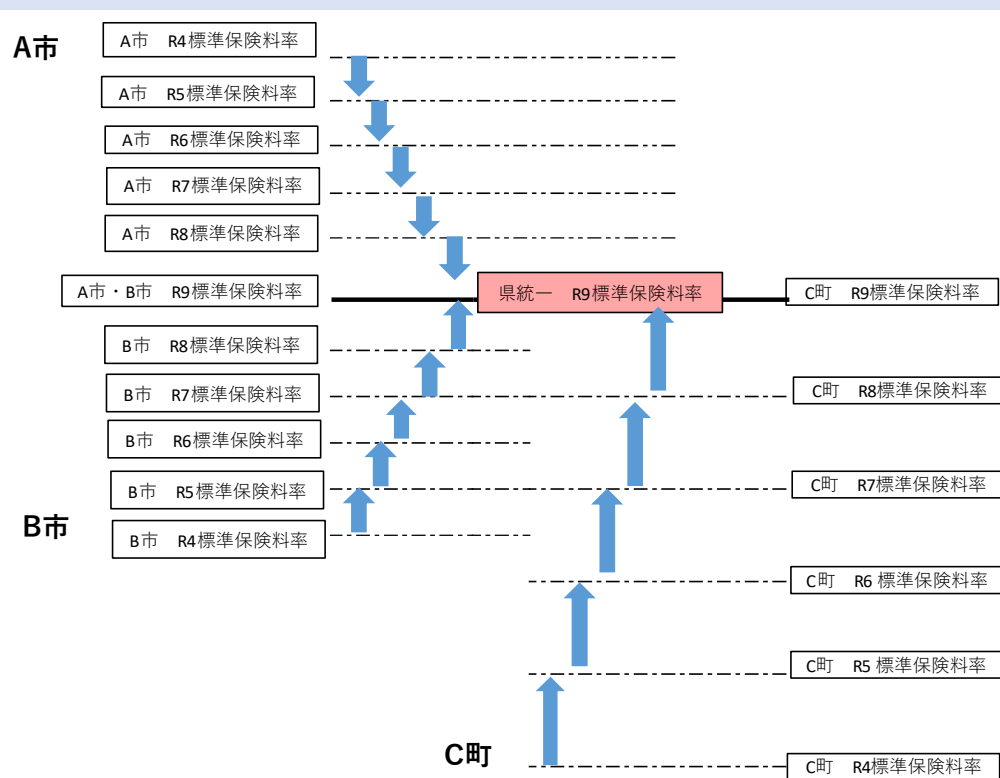 A市
A市 R4標準保険料率
A市 R5標準保険料率
A市 R6標準保険料率
A市 R7標準保険料率
A市 R8標準保険料率
A市・B市 R9標準保険料率
県統一 R9標準保険料率
C町 R9標準保険料率
B市 R8標準保険料率
B市 R7標準保険料率
B市 R6標準保険料率
B市 R5標準保険料率
B市
B市 R4標準保険料率
C町 R8標準保険料率
C町 R7標準保険料率
C町 R6 標準保険料率
C町 R5 標準保険料率
C町
C町 R4標準保険料率